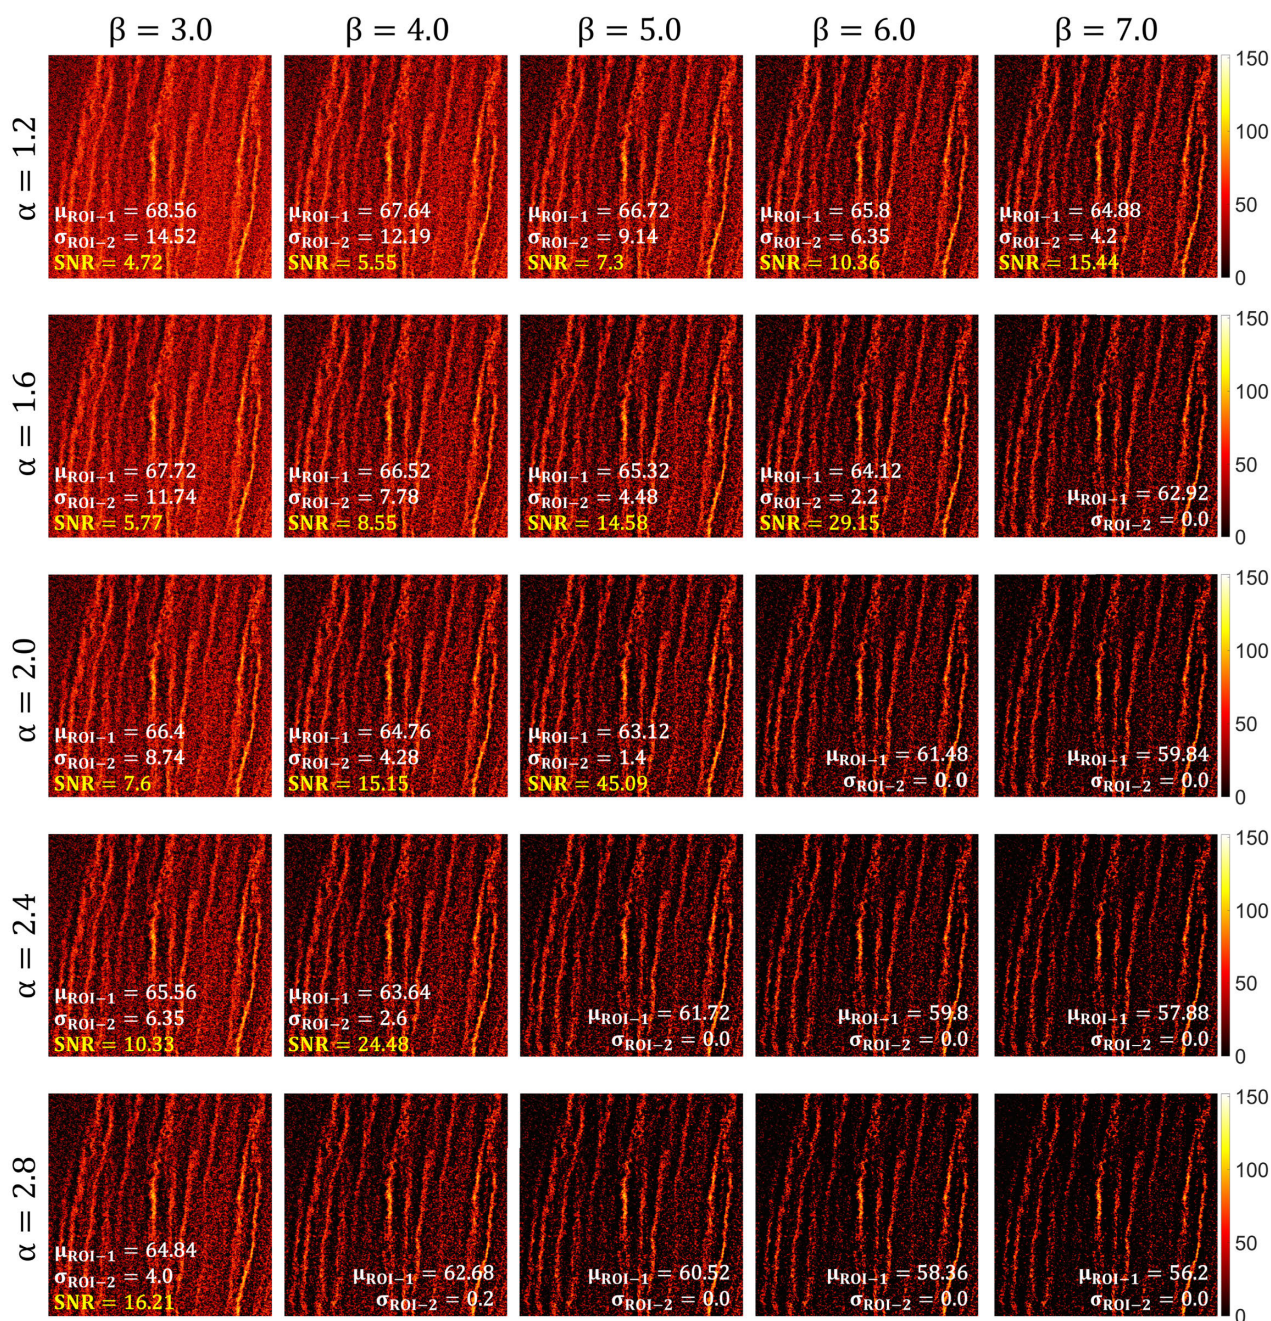 β = 3.0
β = 4.0
β = 5.0
β = 6.0
β = 7.0
α = 1.2
μROI−1 = 68.56
σROI−2 = 14.52
SNR = 4.72
μROI−1 = 67.64
σROI−2 = 12.19
SNR = 5.55
μROI−1 = 66.72
σROI−2 = 9.14
SNR = 7.3
μROI−1 = 65.8
σROI−2 = 6.35
SNR = 10.36
μROI−1 = 64.88
σROI−2 = 4.2
SNR = 15.44
150
100
50
0
α = 1.6
μROI−1 = 67.72
σROI−2 = 11.74
SNR = 5.77
μROI−1 = 66.52
σROI−2 = 7.78
SNR = 8.55
μROI−1 = 65.32
σROI−2 = 4.48
SNR = 14.58
μROI−1 = 64.12
σROI−2 = 2.2
SNR = 29.15
μROI−1 = 62.92
σROI−2 = 0.0
150
100
50
0
α = 2.0
μROI−1 = 66.4
σROI−2 = 8.74
SNR = 7.6
μROI−1 = 64.76
σROI−2 = 4.28
SNR = 15.15
μROI−1 = 63.12
σROI−2 = 1.4
SNR = 45.09
μROI−1 = 61.48
σROI−2 = 0.0
μROI−1 = 59.84
σROI−2 = 0.0
150
100
50
0
α = 2.4
μROI−1 = 65.56
σROI−2 = 6.35
SNR = 10.33
μROI−1 = 63.64
σROI−2 = 2.6
SNR = 24.48
μROI−1 = 61.72
σROI−2 = 0.0
μROI−1 = 59.8
σROI−2 = 0.0
μROI−1 = 57.88
σROI−2 = 0.0
150
100
50
0
α = 2.8
μROI−1 = 64.84
σROI−2 = 4.0
SNR = 16.21
μROI−1 = 62.68
σROI−2 = 0.2
μROI−1 = 60.52
σROI−2 = 0.0
μROI−1 = 58.36
σROI−2 = 0.0
μROI−1 = 56.2
σROI−2 = 0.0
150
100
50
0